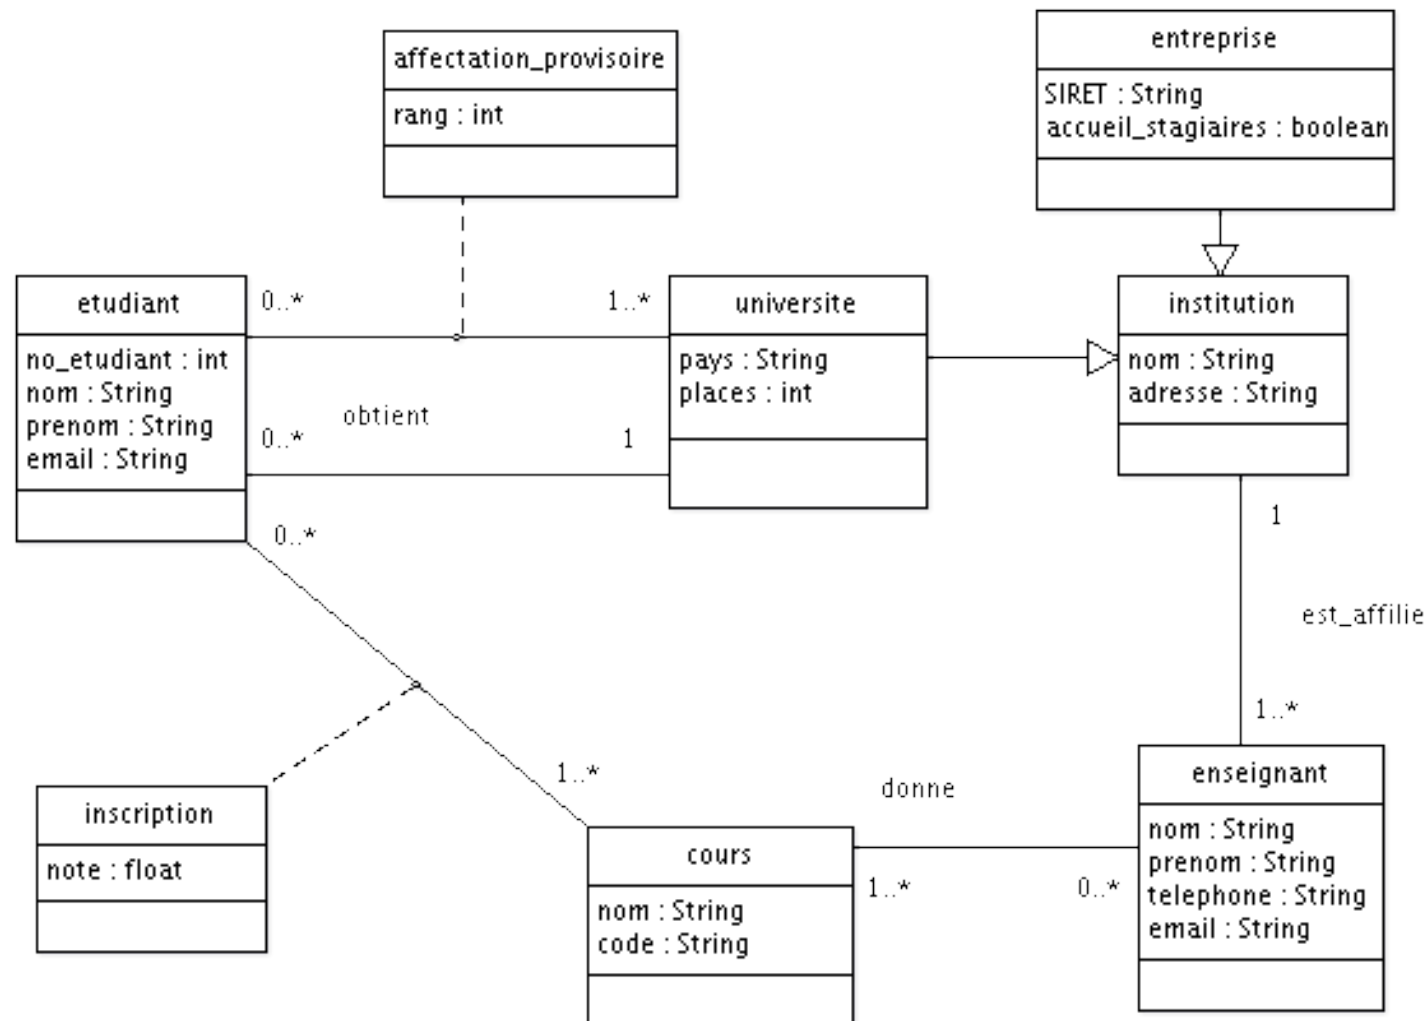 affectation_provisoire
rang : int
entreprise
SIRET : String
accueil_stagiaires : boolean
etudiant
no_etudiant : int
nom : String
prenom : String
email : String
0..*
1..*
obtient
0..*
1
universite
pays : String
places : int
institution
nom : String
adresse : String
0..*
1
est_affilie
1..*
1..*
inscription
note : float
cours
nom : String
code : String
donne
1..*
0..*
enseignant
nom : String
prenom : String
telephone : String
email : String